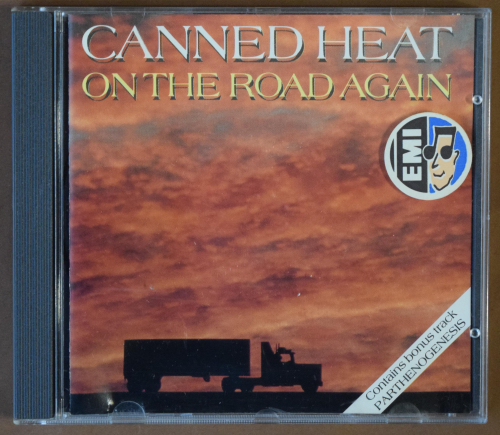 CANNED HEAT
ON THE ROAD AGAIN
EMI
Contains bonus track
PARTHENOGENESIS